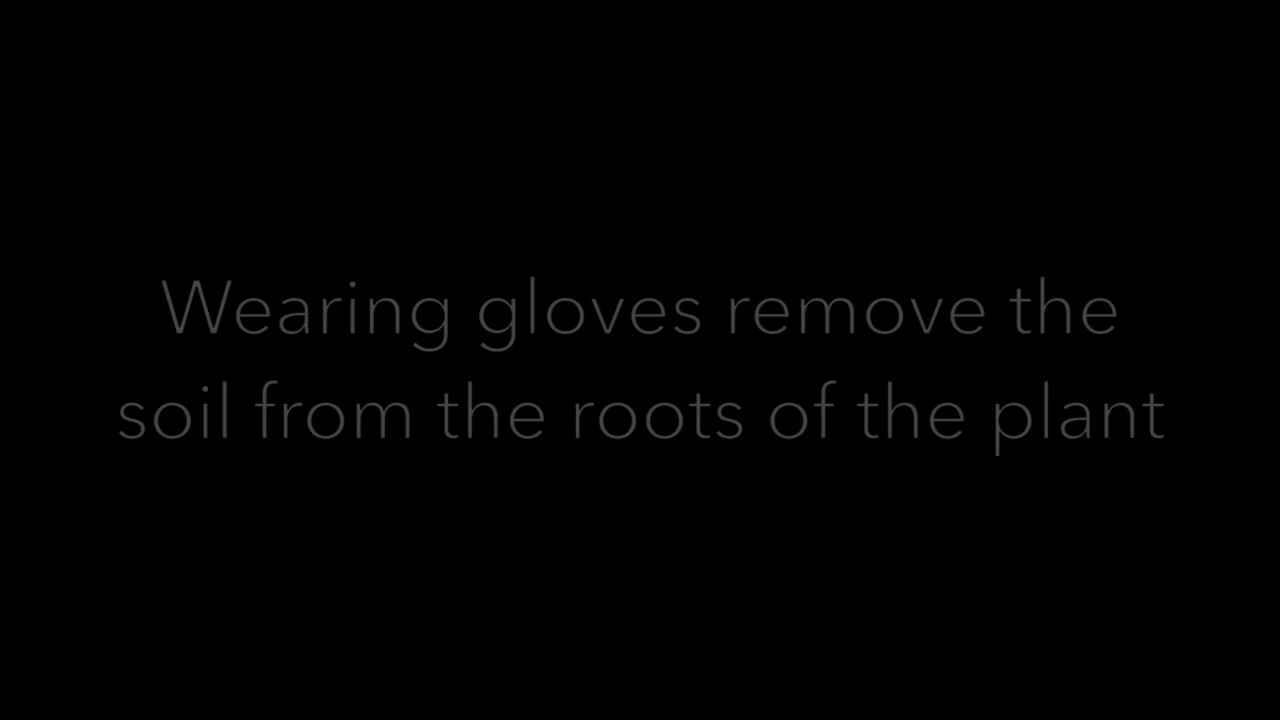 Wearing gloves remove the
soil from the roots of the plant